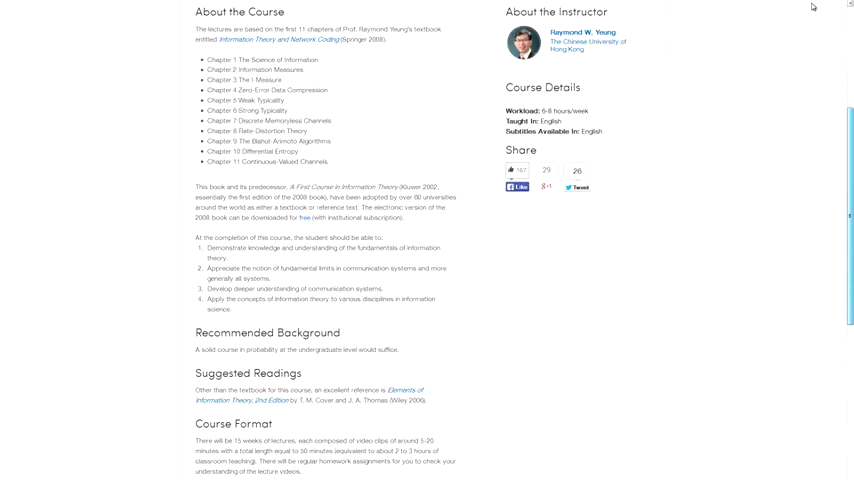 About the Course
The lectures are based on the first 11 chapters of Prof. Raymond Yeung's textbook
entitled Information Theory and Network Coding (Springer 2008).
Chapter 1 The Science of Information
Chapter 2 Information Measures
Chapter 3 The I-Measure
Chapter 4 Zero-Error Data Compression
Chapter 5 Weak Typicality
Chapter 6 Strong Typicality
Chapter 7 Discrete Memoryless Channels
Chapter 8 Rate-Distortion Theory
Chapter 9 The Blahut-Arimoto Algorithms
Chapter 10 Differential Entropy
Chapter 11 Continuous-Valued Channels
This book and its predecessor, A First Course in Information Theory (Kluwer 2002,
essentially the first edition of the 2008 book), have been adopted by over 60 universities
around the world as either a textbook or reference text. The electronic version of the
2008 book can be downloaded for free (with institutional subscription).
At the completion of this course, the student should be able to:
1. Demonstrate knowledge and understanding of the fundamentals of information
theory.
2. Appreciate the notion of fundamental limits in communication systems and more
generally all systems.
3. Develop deeper understanding of communication systems.
4. Apply the concepts of information theory to various disciplines in information
science.
Recommended Background
A solid course in probability at the undergraduate level would suffice.
Suggested Readings
Other than the textbook for this course, an excellent reference is Elements of
Information Theory, 2nd Edition by T. M. Cover and J. A. Thomas (Wiley 2006).
Course Format
There will be 15 weeks of lectures, each composed of video clips of around 5-20
minutes with a total length equal to 50 minutes (equivalent to about 2 to 3 hours of
classroom teaching). There will be regular homework assignments for you to check your
understanding of the lecture videos.
About the Instructor
Raymond W. Yeung
The Chinese University of
Hong Kong
Course Details
Workload: 6-8 hours/week
Taught In: English
Subtitles Available In: English
Share
167 29 26
Like +1 Tweet